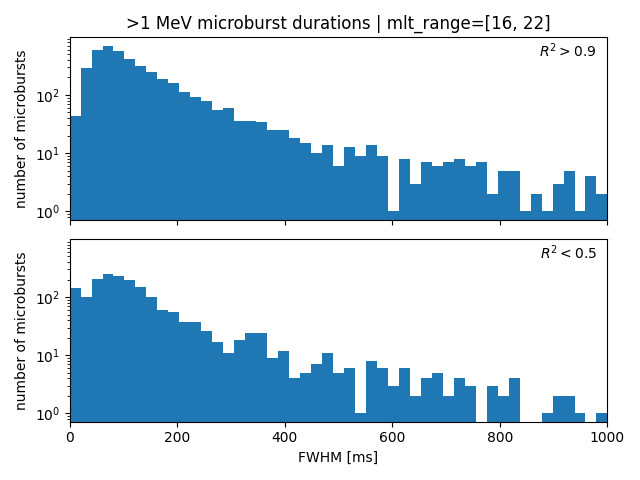 >1 MeV microburst durations | mlt_range=[16, 22]
R² > 0.9
number of microbursts
10²
10¹
10⁰
R² < 0.5
number of microbursts
10²
10¹
10⁰
0 200 400 600 800 1000
FWHM [ms]